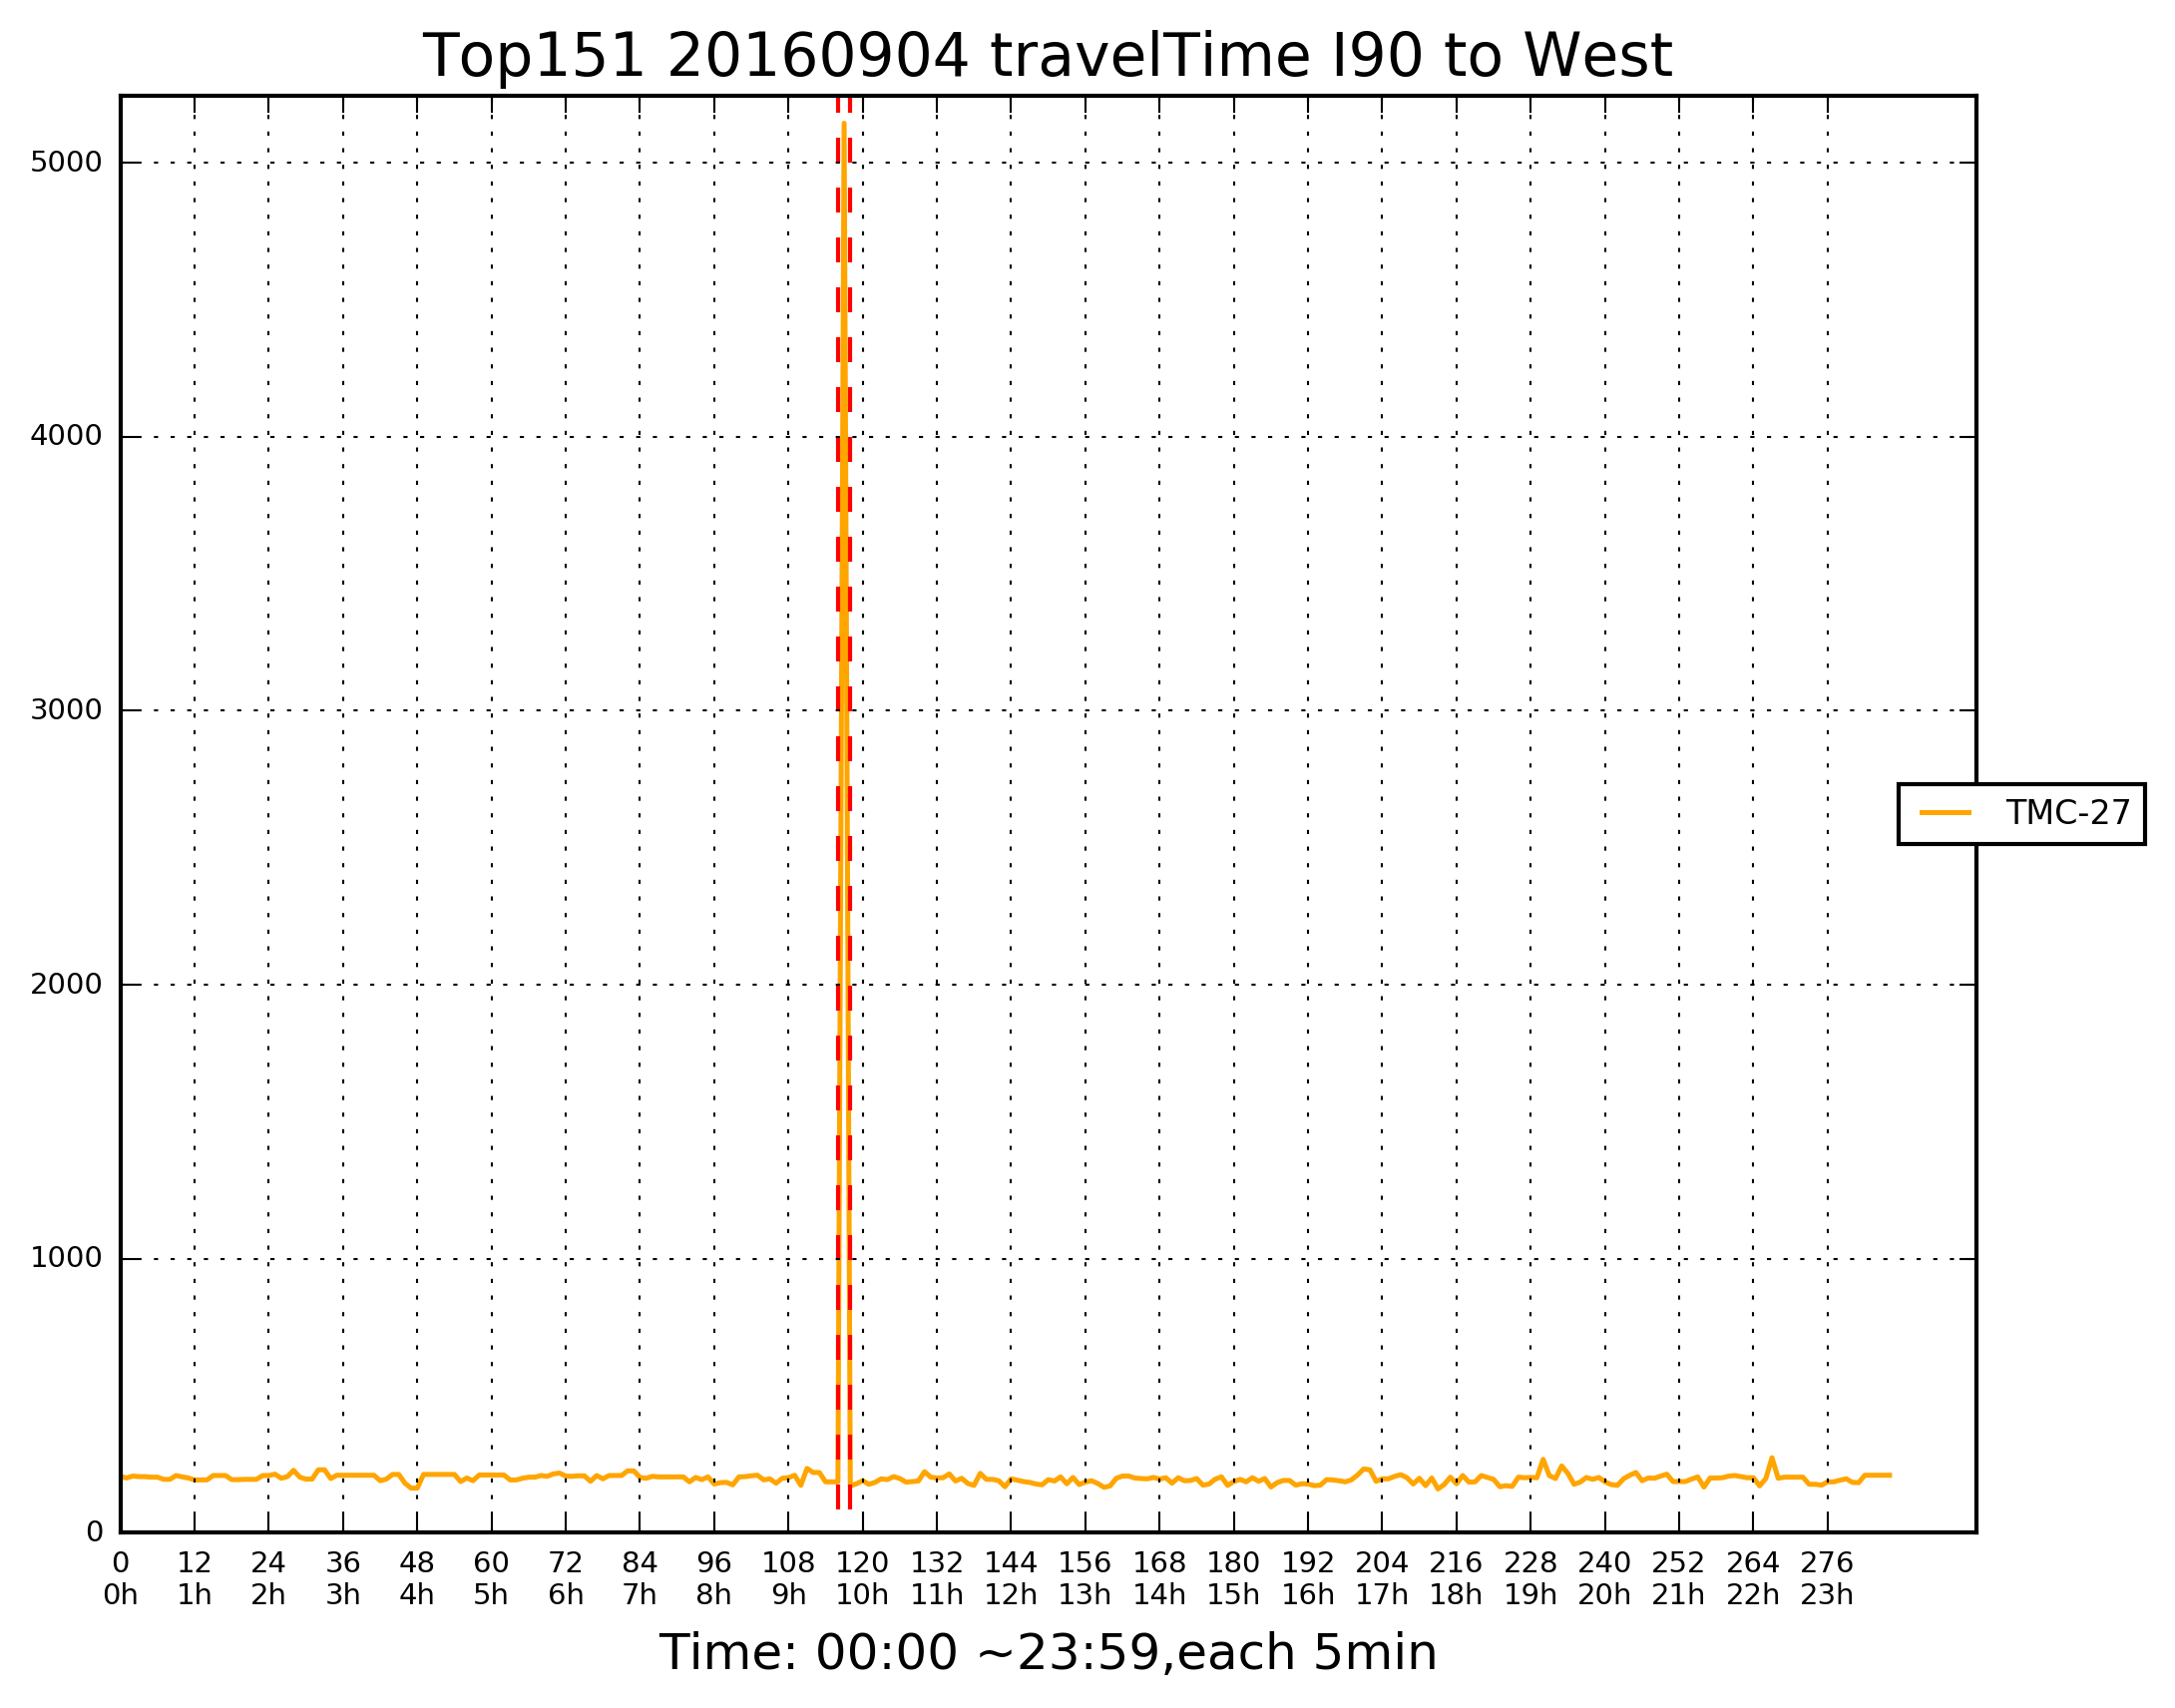 Top151 20160904 travelTime I90 to West
5000
4000
3000
2000
1000
0
TMC-27
0 12 24 36 48 60 72 84 96 108 120 132 144 156 168 180 192 204 216 228 240 252 264 276
0h 1h 2h 3h 4h 5h 6h 7h 8h 9h 10h 11h 12h 13h 14h 15h 16h 17h 18h 19h 20h 21h 22h 23h
Time: 00:00 ~23:59,each 5min